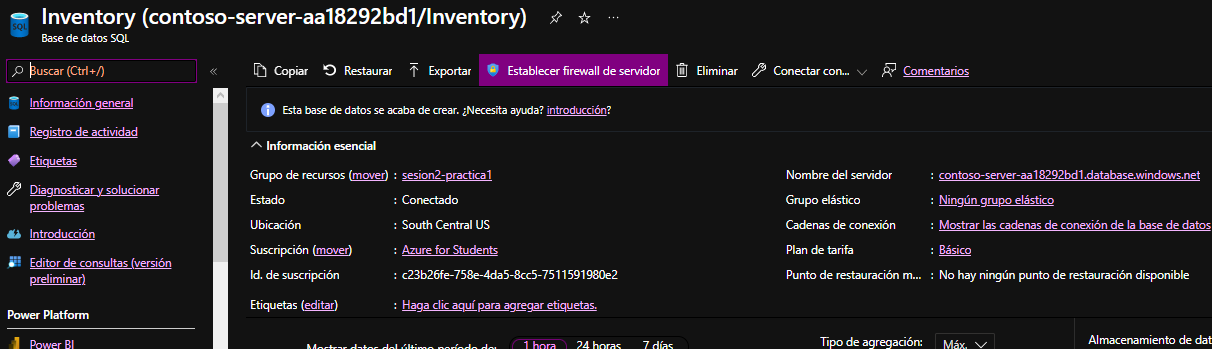 Inventory (contoso-server-aa18292bd1/Inventory)
SQL
Base de datos SQL
Buscar (Ctrl+/)
«
Información general
Registro de actividad
Etiquetas
Diagnosticar y solucionar
problemas
Introducción
Editor de consultas (versión
preliminar)
Power Platform
Power BI
Copiar
Restaurar
Exportar
Establecer firewall de servidor
Eliminar
Conectar con...
Comentarios
Esta base de datos se acaba de crear. ¿Necesita ayuda? introducción?
Información esencial
Grupo de recursos (mover) : sesion2-practica1
Estado : Conectado
Ubicación : South Central US
Suscripción (mover) : Azure for Students
Id. de suscripción : c23b26fe-758e-4da5-8cc5-7511591980e2
Etiquetas (editar) : Haga clic aquí para agregar etiquetas.
Nombre del servidor : contoso-server-aa18292bd1.database.windows.net
Grupo elástico : Ningún grupo elástico
Cadenas de conexión : Mostrar las cadenas de conexión de la base de datos
Plan de tarifa : Básico
Punto de restauración m... : No hay ningún punto de restauración disponible
Mostrar datos del último período de: 1 hora 24 horas 7 días
Tipo de agregación: Máx.
Almacenamiento de dat